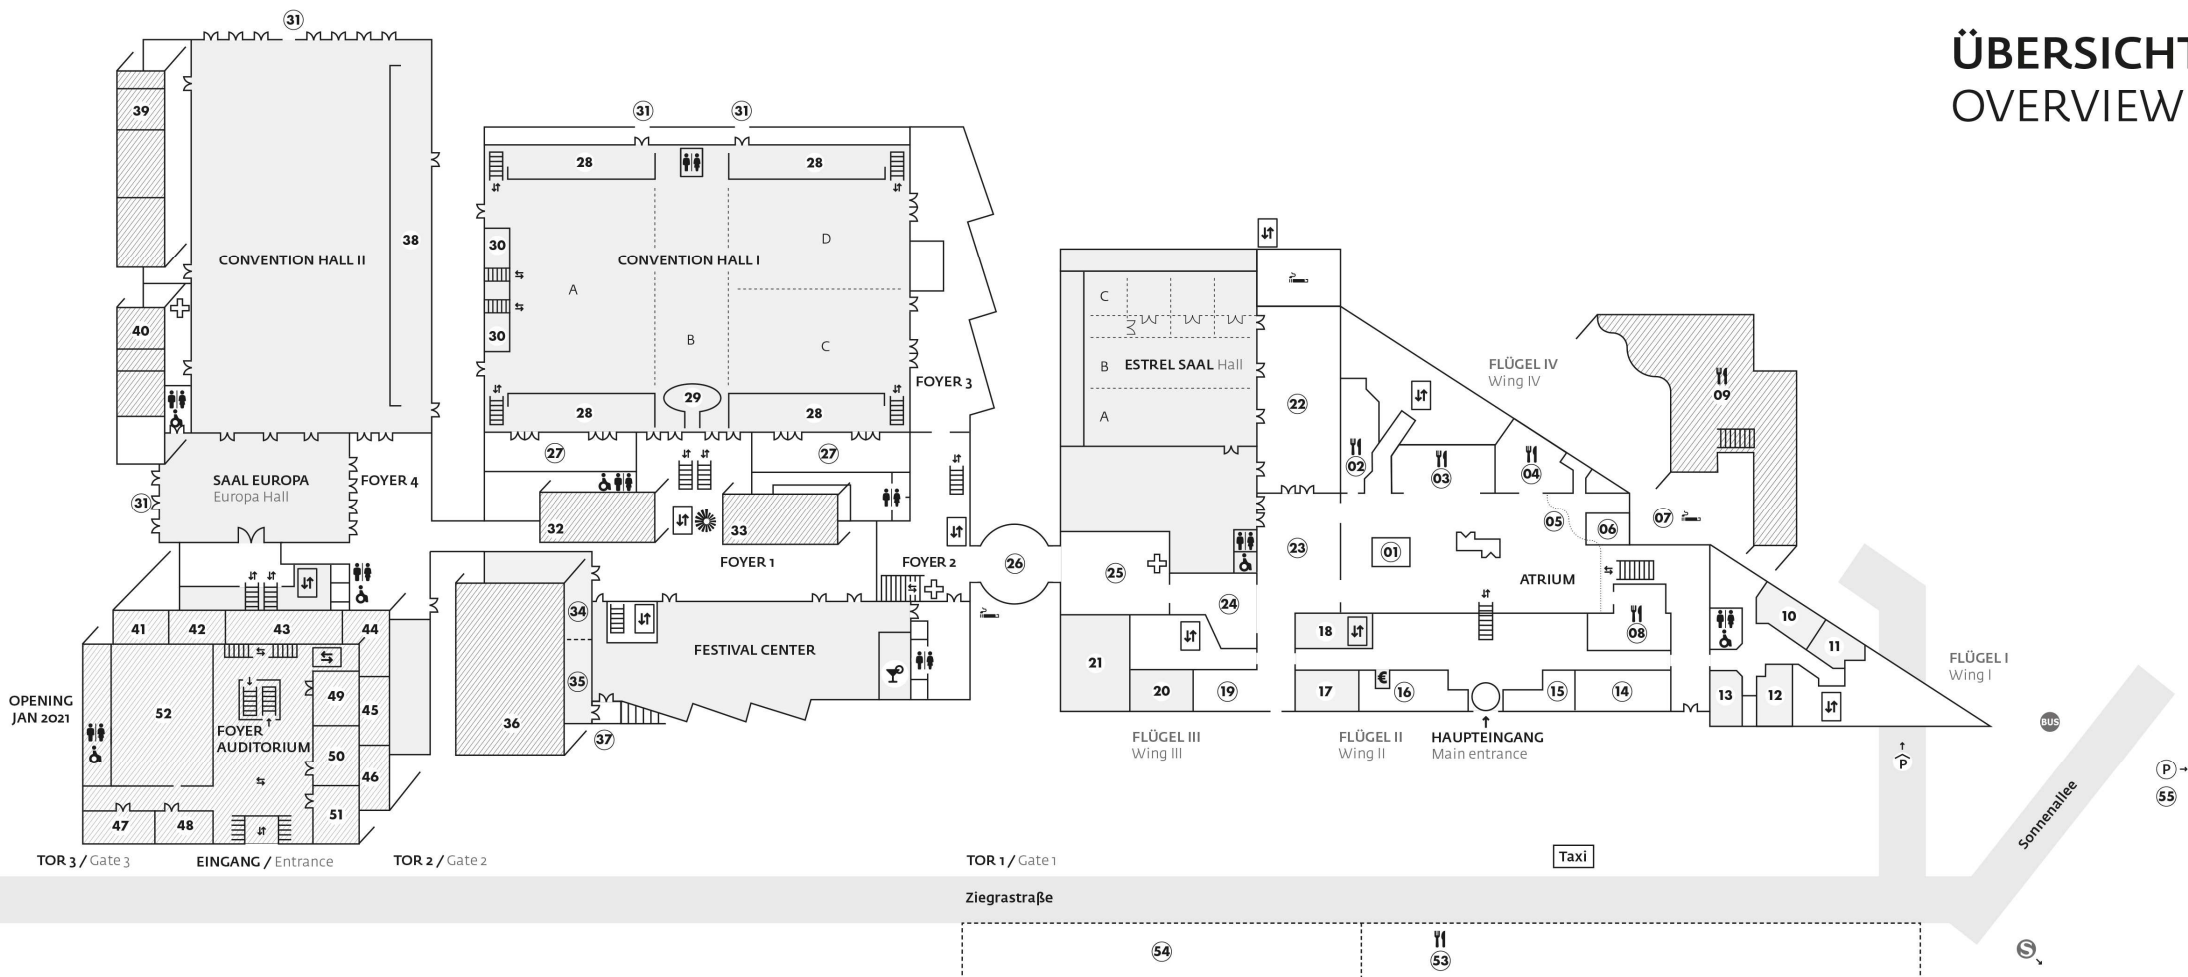 ÜBERSICHT
OVERVIEW
31
39
CONVENTION HALL II
38
40
31
31
28
28
30
CONVENTION HALL I
D
A
30
B
C
29
28
28
FOYER 3
27
27
SAAL EUROPA
Europa Hall
FOYER 4
31
32
33
FOYER 1
FOYER 2
26
C
B
ESTREL SAAL Hall
A
22
02
03
04
05
06
07
09
FLÜGEL IV
Wing IV
23
01
ATRIUM
25
24
08
10
11
FLÜGEL I
Wing I
18
21
20
19
17
€
16
15
14
13
12
FLÜGEL III
Wing III
FLÜGEL II
Wing II
HAUPTEINGANG
Main entrance
34
35
36
37
FESTIVAL CENTER
41
42
43
44
OPENING
JAN 2021
52
49
45
FOYER
AUDITORIUM
50
46
51
47
48
BUS
P
P
55
Sonnenallee
TOR 3 / Gate 3
EINGANG / Entrance
TOR 2 / Gate 2
TOR 1 / Gate 1
Taxi
Ziegrastraße
54
53
S